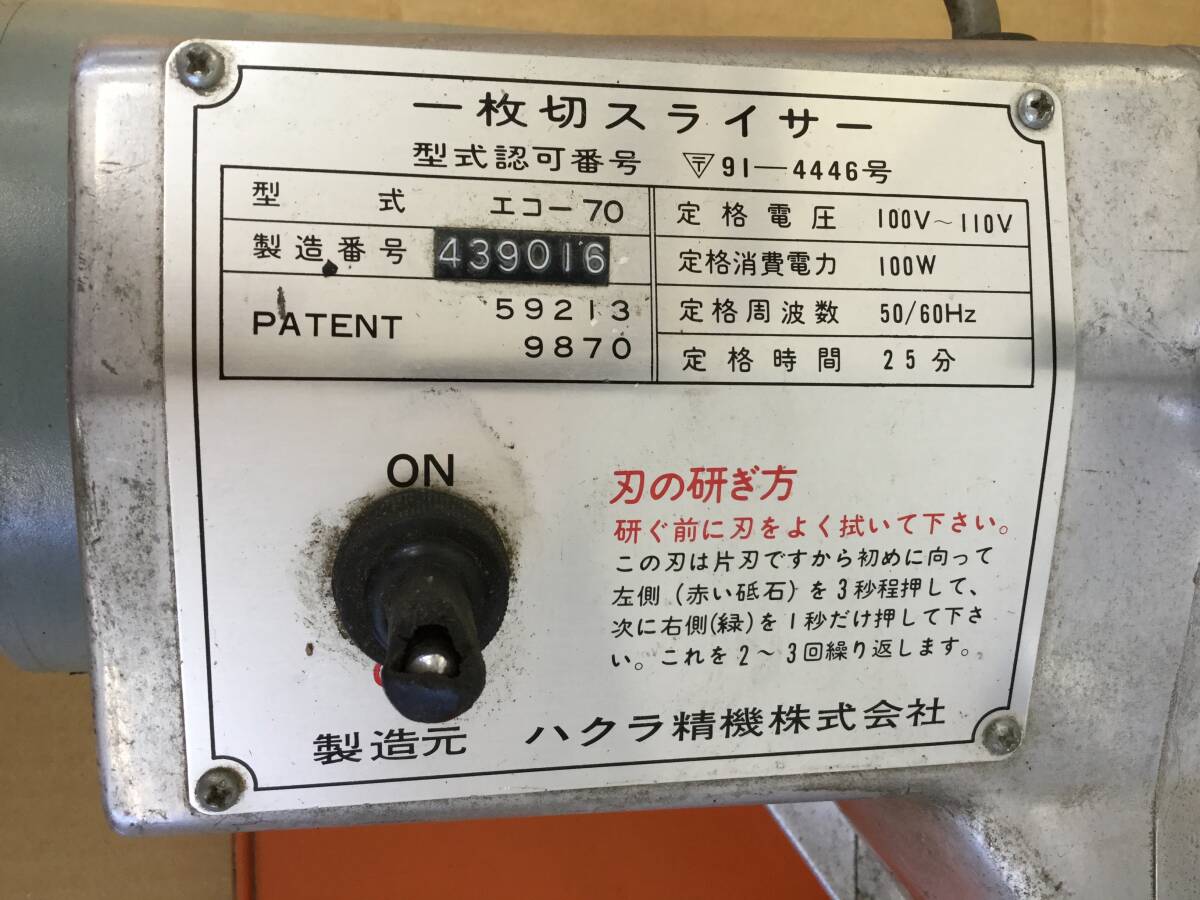 一枚切スライサー
型式認可番号 〒91—4446号
型式 エコー70
製造番号 439016
PATENT 59213
9870
定格電圧 100V～110V
定格消費電力 100W
定格周波数 50/60Hz
定格時間 25分
ON
刃の研ぎ方
研ぐ前に刃をよく拭いて下さい。
この刃は片刃ですから初めに向って
左側(赤い砥石)を3秒程押して、
次に右側(緑)を1秒だけ押して下さ
い。これを2～3回繰り返します。
製造元 ハクラ精機株式会社